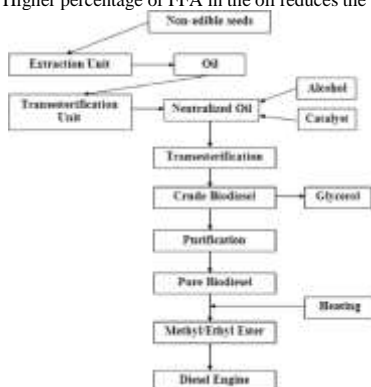 Higher percentage of FFA in the oil reduces the
Non-edible seeds
Extraction Unit
Oil
Transesterification
Unit
Neutralized Oil
Alcohol
Catalyst
Transesterification
Crude Biodiesel
Glycerol
Purification
Pure Biodiesel
Heating
Methyl/Ethyl Ester
Diesel Engine